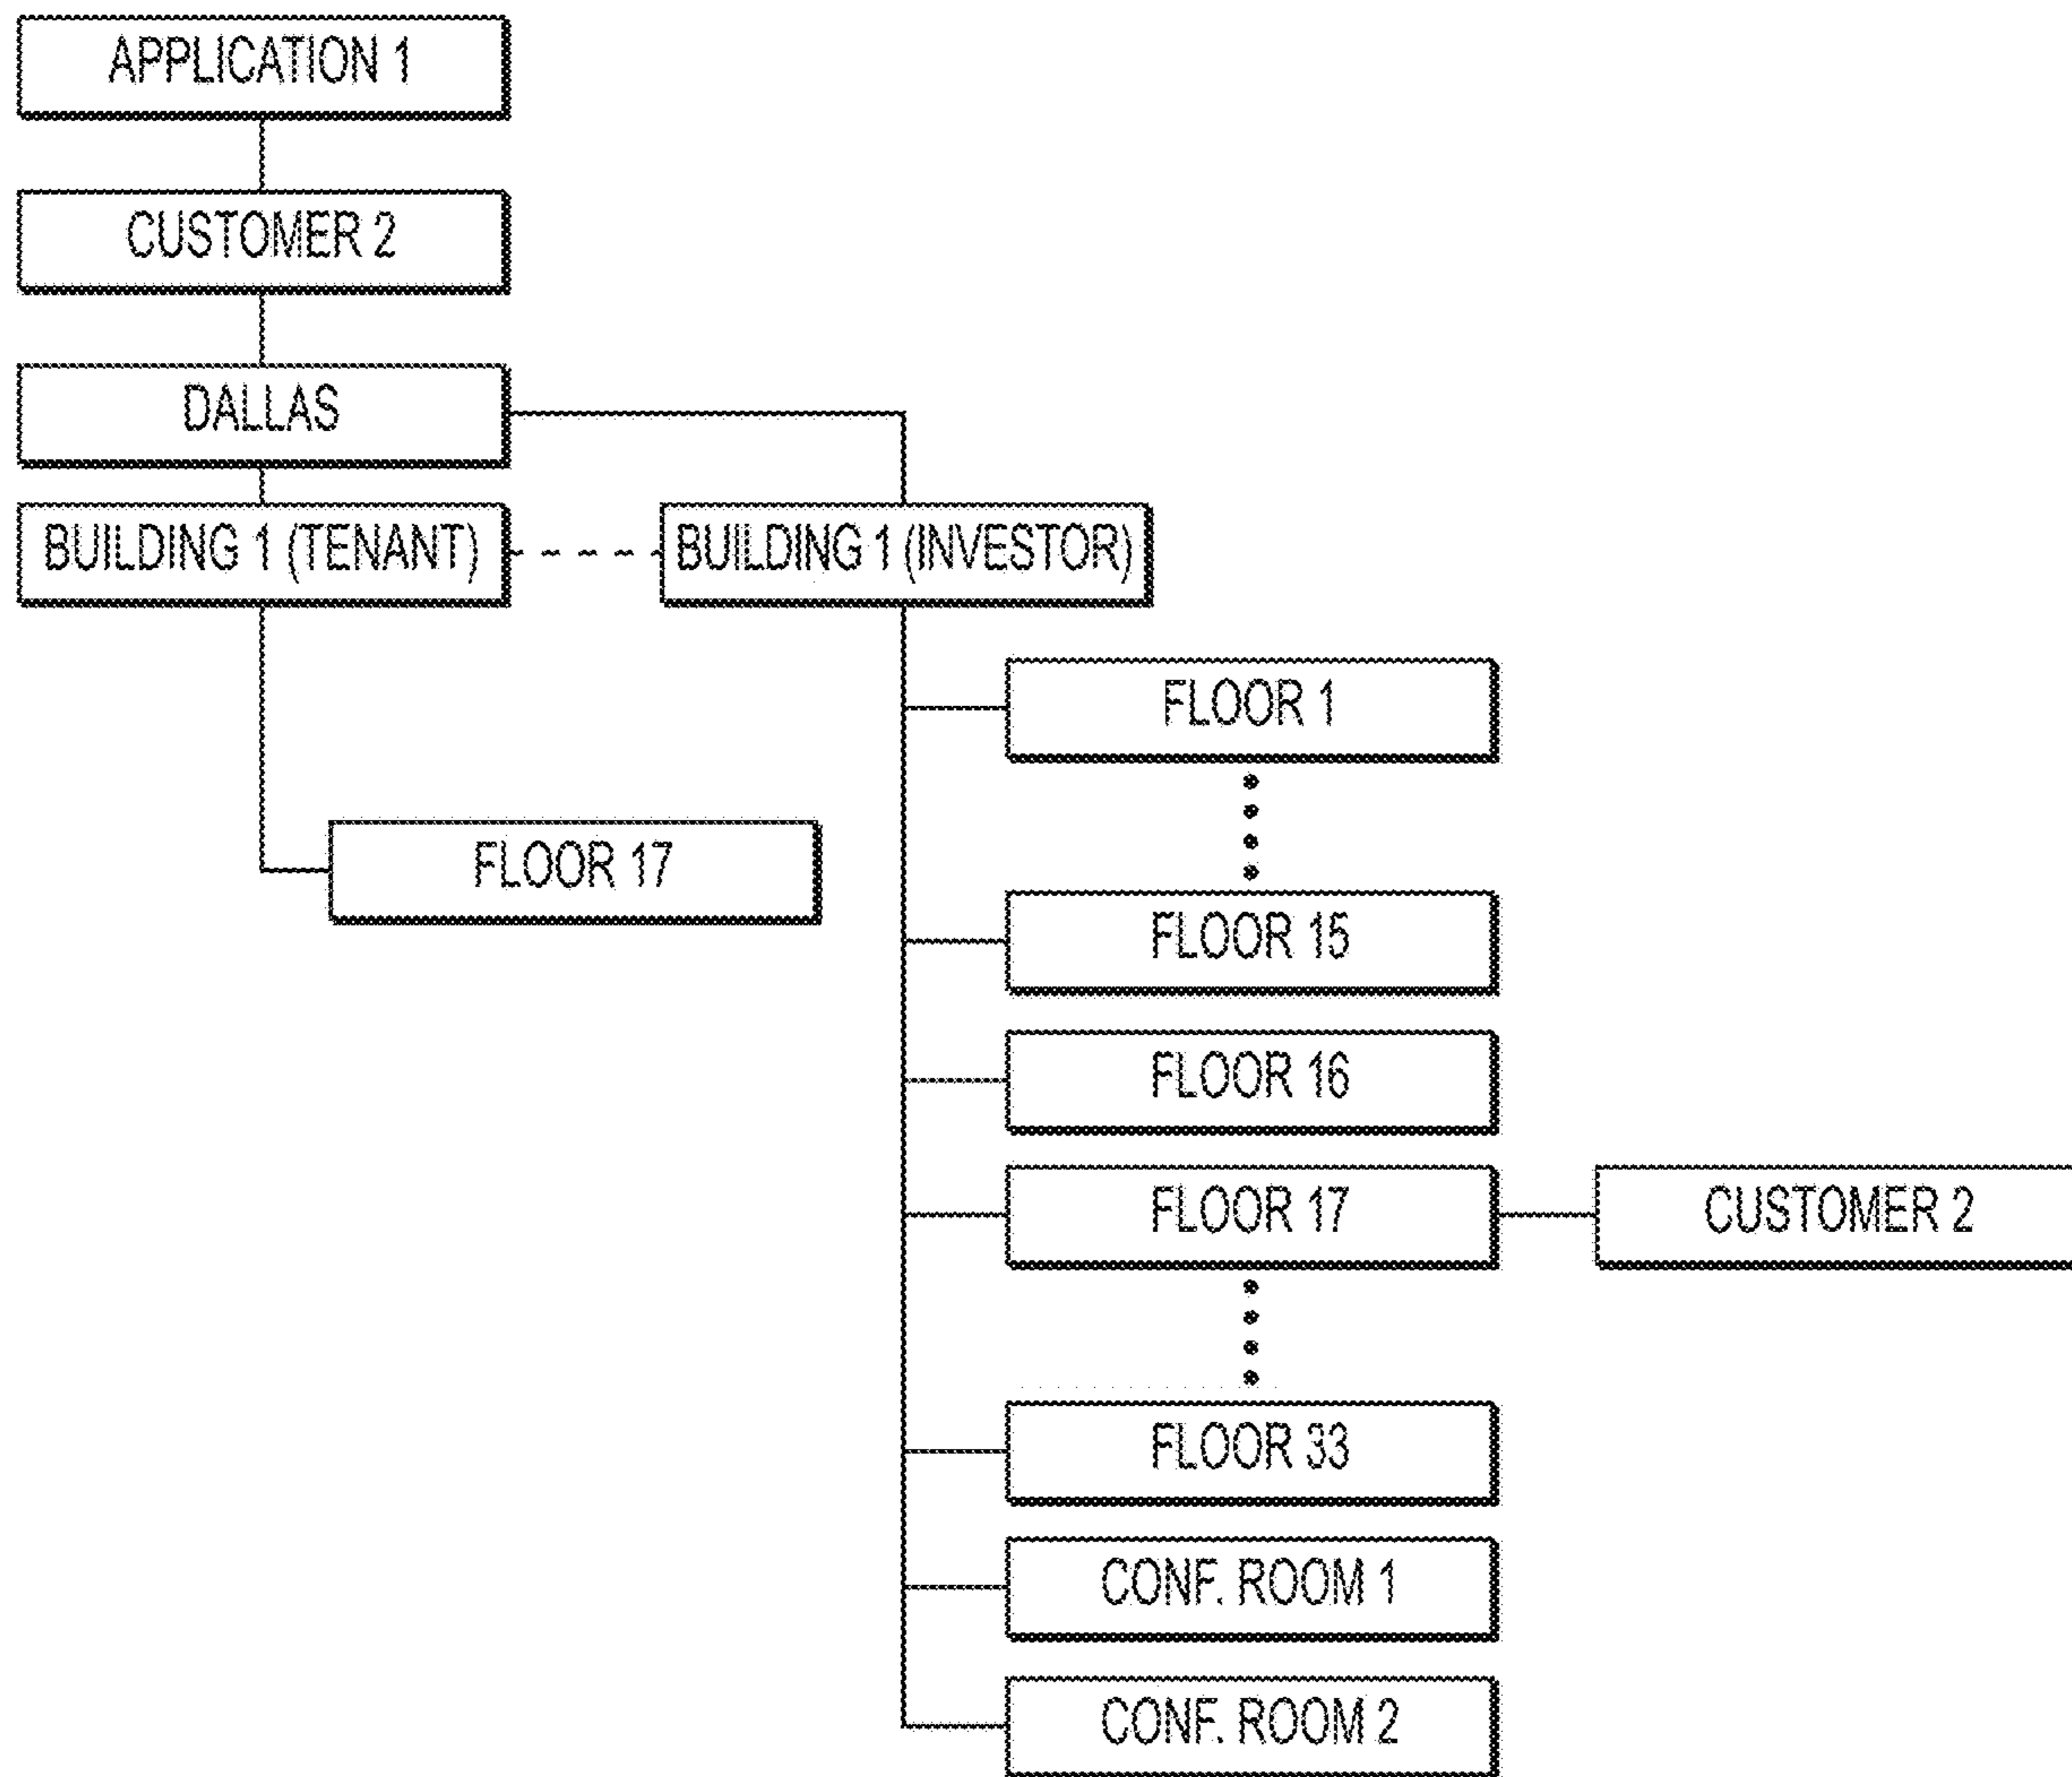 APPLICATION 1
CUSTOMER 2
DALLAS
BUILDING 1 (TENANT)
BUILDING 1 (INVESTOR)
FLOOR 1
FLOOR 17
FLOOR 15
FLOOR 16
FLOOR 17
CUSTOMER 2
FLOOR 33
CONF. ROOM 1
CONF. ROOM 2